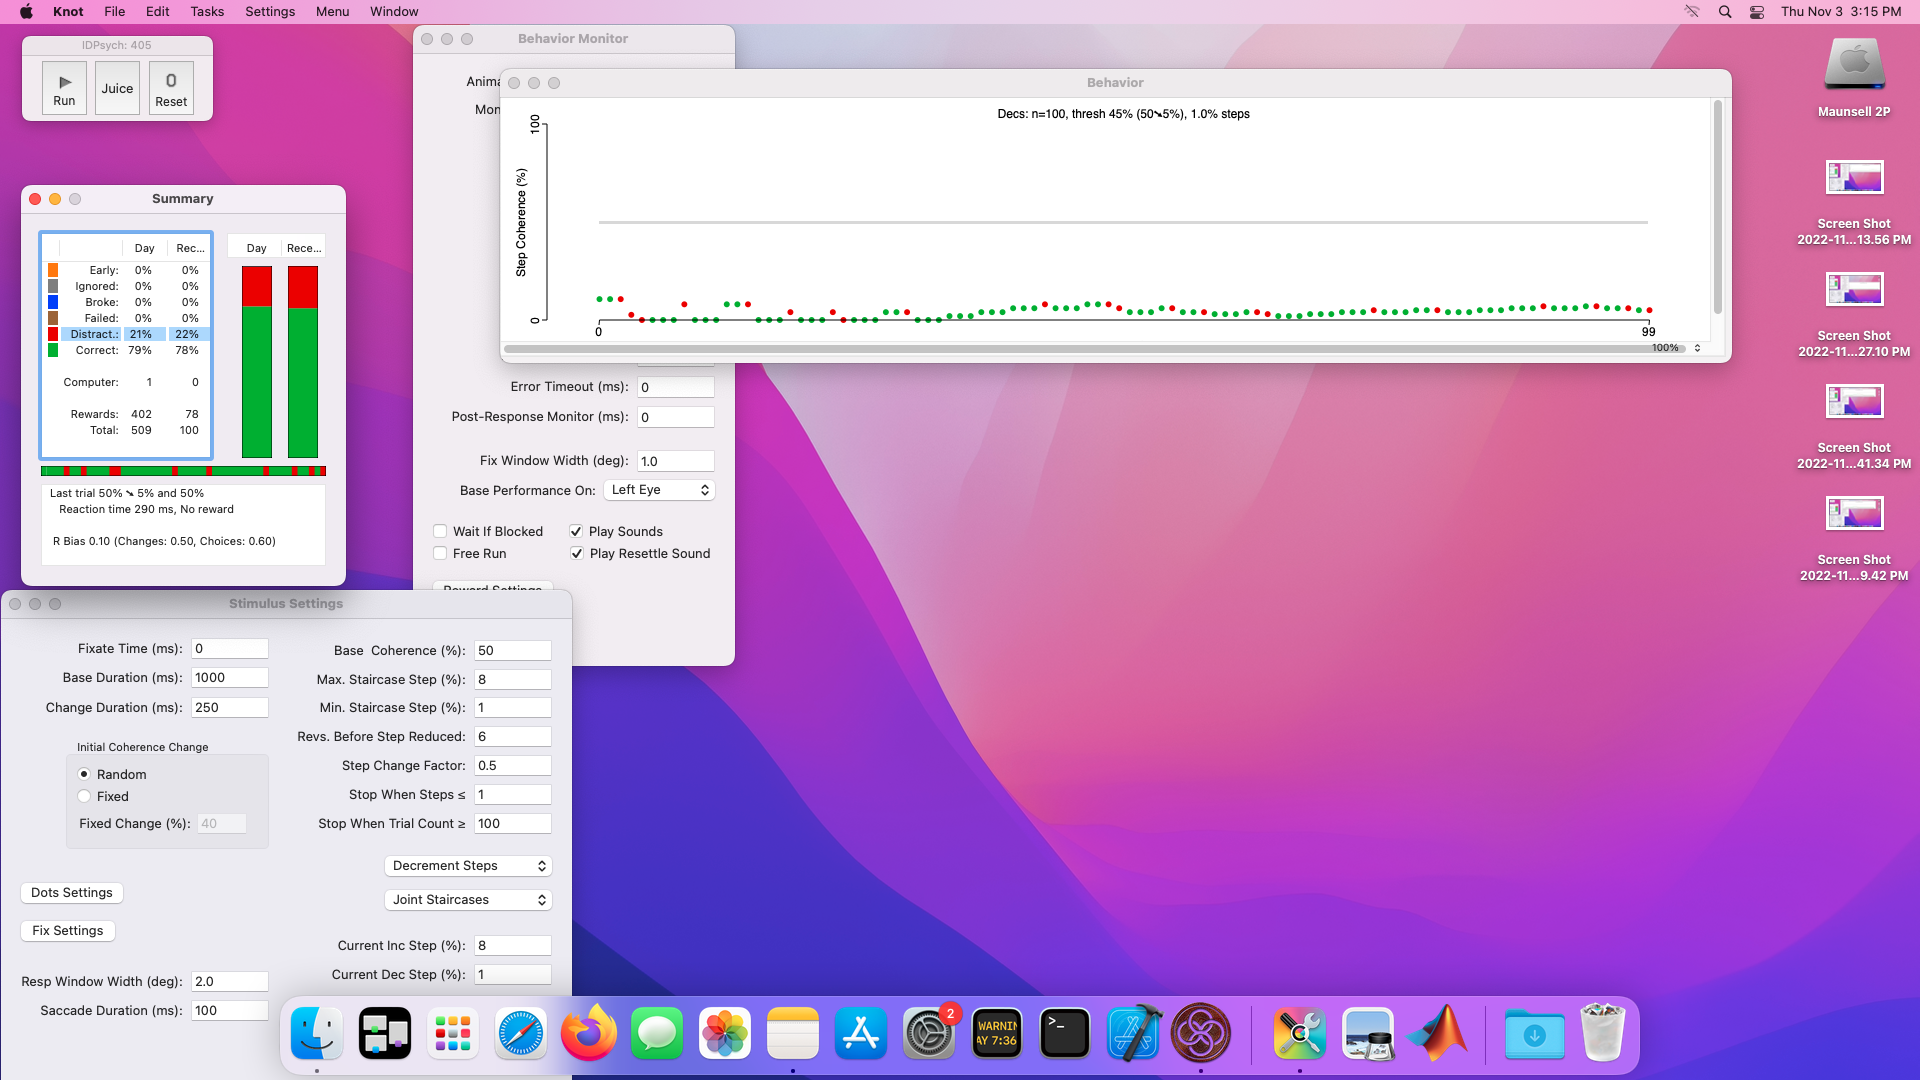 Knot File Edit Tasks Settings Menu Window
Thu Nov 3 3:15 PM
IDPsych: 405
Run
Juice
0
Reset
Summary
Day Rec...
Early: 0% 0%
Ignored: 0% 0%
Broke: 0% 0%
Failed: 0% 0%
Distract.: 21% 22%
Correct: 79% 78%
Computer: 1 0
Rewards: 402 78
Total: 509 100
Day Rece...
Last trial 50% ➘ 5% and 50%
Reaction time 290 ms, No reward
R Bias 0.10 (Changes: 0.50, Choices: 0.60)
Behavior Monitor
Anima
Mon
Error Timeout (ms): 0
Post-Response Monitor (ms): 0
Fix Window Width (deg): 1.0
Base Performance On: Left Eye
Wait If Blocked
Play Sounds
Free Run
Play Resettle Sound
Reward Settings
Behavior
Decs: n=100, thresh 45% (50➘5%), 1.0% steps
Step Coherence (%)
100
0
0
99
100%
Stimulus Settings
Fixate Time (ms): 0
Base Duration (ms): 1000
Change Duration (ms): 250
Initial Coherence Change
Random
Fixed
Fixed Change (%): 40
Dots Settings
Fix Settings
Resp Window Width (deg): 2.0
Saccade Duration (ms): 100
Base Coherence (%): 50
Max. Staircase Step (%): 8
Min. Staircase Step (%): 1
Revs. Before Step Reduced: 6
Step Change Factor: 0.5
Stop When Steps ≤ 1
Stop When Trial Count ≥ 100
Decrement Steps
Joint Staircases
Current Inc Step (%): 8
Current Dec Step (%): 1
Maunsell 2P
Screen Shot
2022-11...13.56 PM
Screen Shot
2022-11...27.10 PM
Screen Shot
2022-11...41.34 PM
Screen Shot
2022-11...9.42 PM
2
WARNIN
AY 7:36
>_